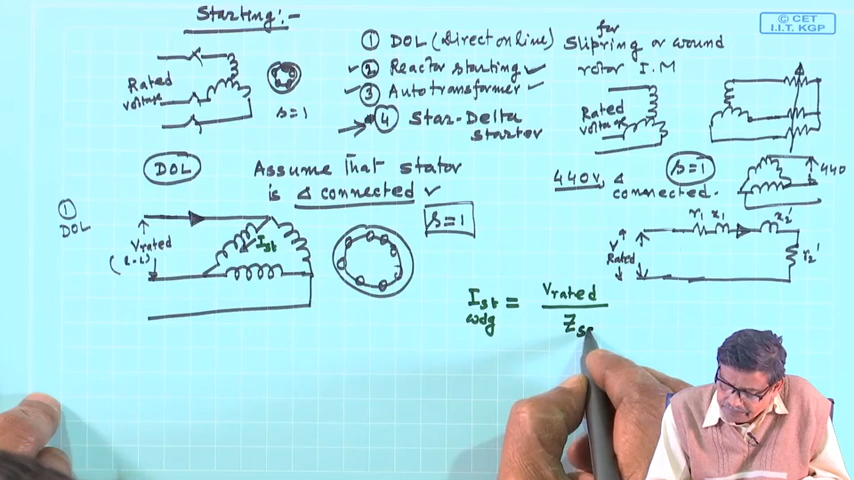 Starting:-
© CET
I.I.T. KGP
Rated
voltage
s=1
① DOL (Direct on line)
② Reactor starting
③ Autotransformer
④ Star-Delta
starter
for
Slipring or wound
rotor I.M
Rated
voltage
s=1
DOL
Assume that stator
is Δ connected
440V, Δ
connected.
440
①
DOL
Vrated
(L-L)
Ist
s=1
r1 x1 x2'
V
Rated
r2'
Ist
wdg
= Vrated
Zsc